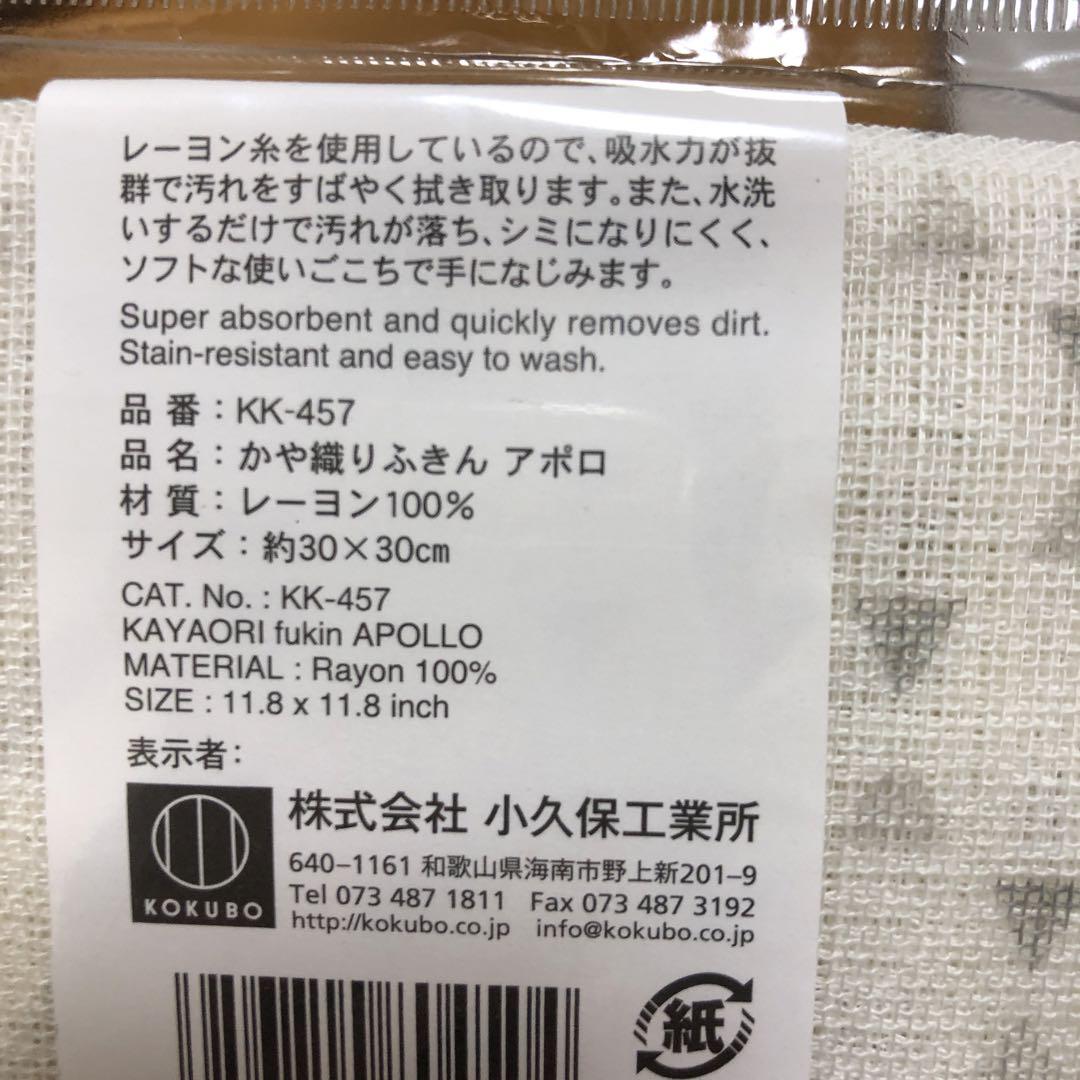 レーヨン糸を使用しているので、吸水力が抜
群で汚れをすばやく拭き取ります。また、水洗
いするだけで汚れが落ち、シミになりにくく、
ソフトな使いごこちで手になじみます。
Super absorbent and quickly removes dirt.
Stain-resistant and easy to wash.
品 番：KK-457
品 名：かや織りふきん アポロ
材 質：レーヨン100%
サイズ：約30×30cm
CAT. No. : KK-457
KAYAORI fukin APOLLO
MATERIAL : Rayon 100%
SIZE : 11.8 x 11.8 inch
表示者：
KOKUBO
株式会社 小久保工業所
640−1161 和歌山県海南市野上新201−9
Tel 073 487 1811 Fax 073 487 3192
http://kokubo.co.jp info@kokubo.co.jp
紙